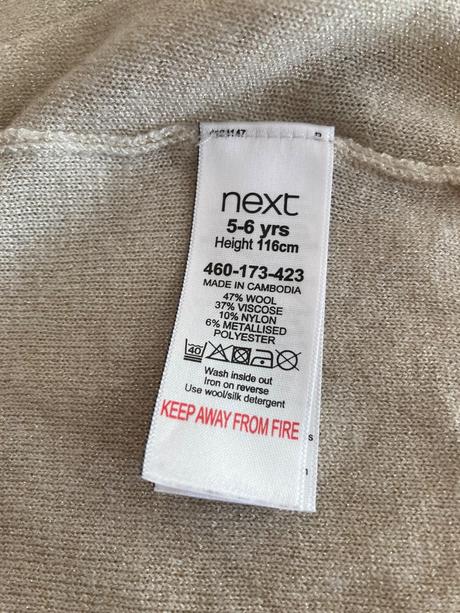 next
5-6 yrs
Height 116cm
460-173-423
MADE IN CAMBODIA
47% WOOL
37% VISCOSE
10% NYLON
6% METALLISED
POLYESTER
40
Wash inside out
Iron on reverse
Use wool/silk detergent
KEEP AWAY FROM FIRE